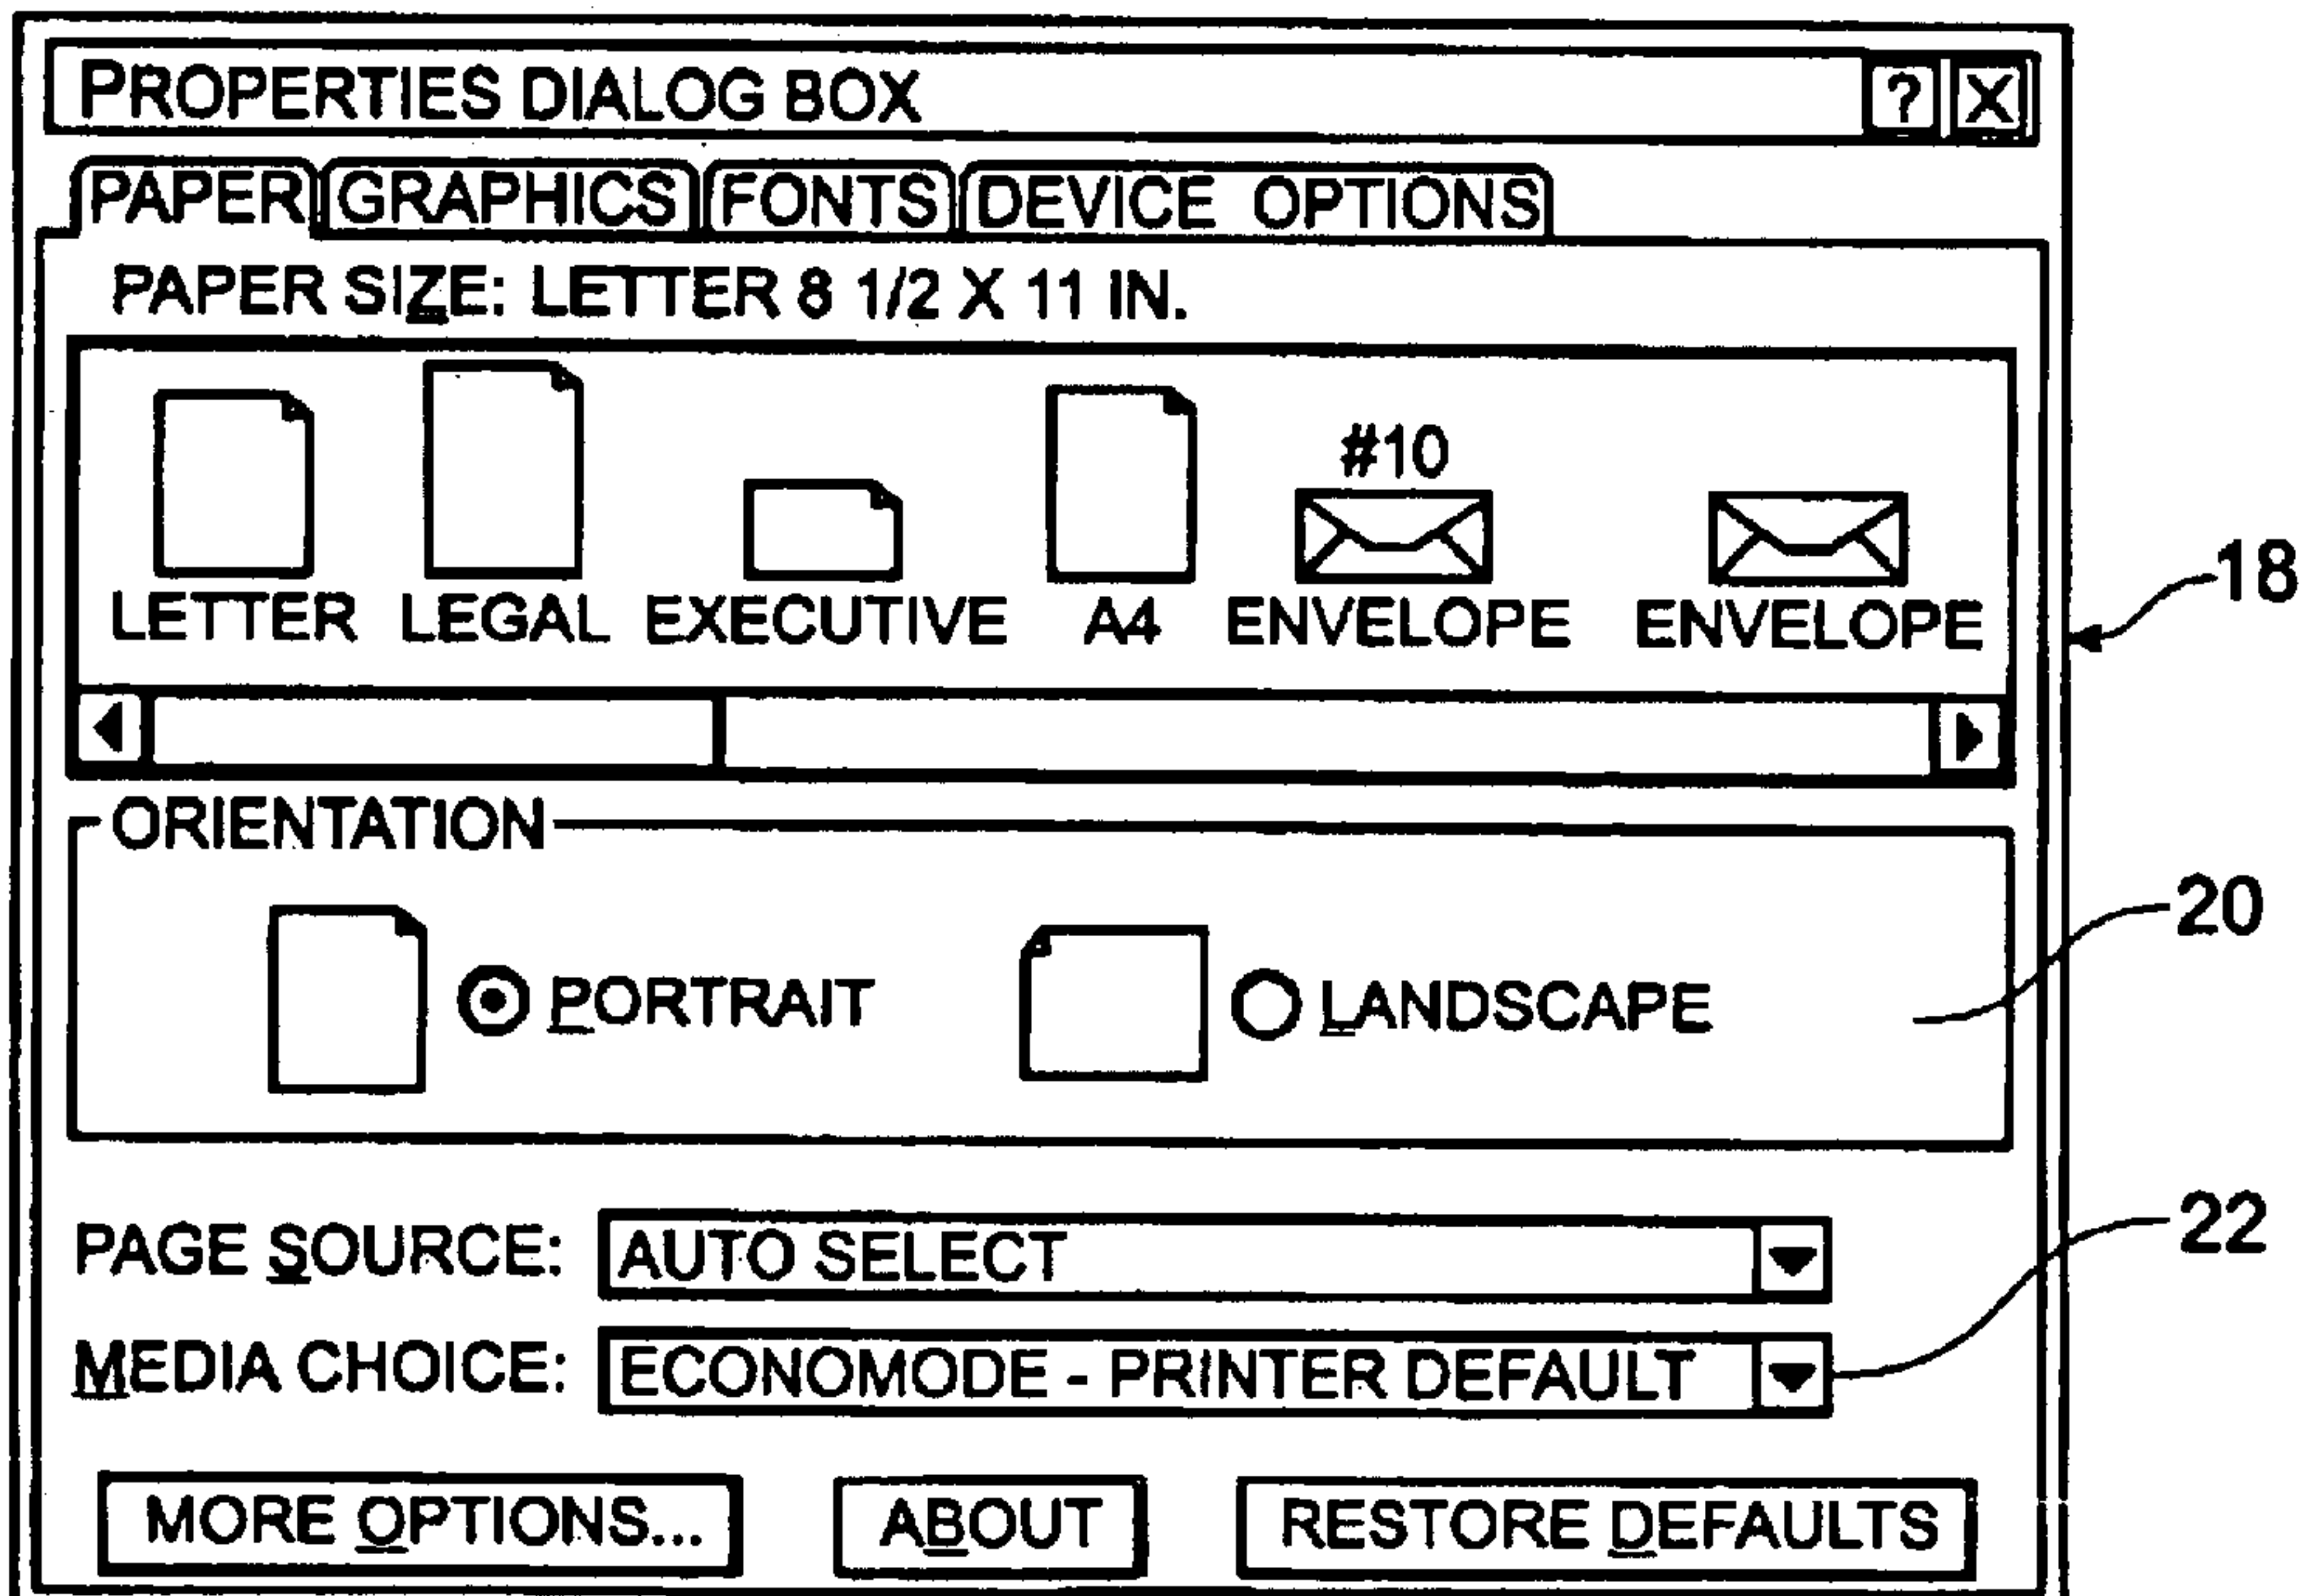 PROPERTIES DIALOG BOX ? X
PAPER GRAPHICS FONTS DEVICE OPTIONS
PAPER SIZE: LETTER 8 1/2 X 11 IN.
#10
LETTER LEGAL EXECUTIVE A4 ENVELOPE ENVELOPE
18
ORIENTATION
20
PORTRAIT LANDSCAPE
22
PAGE SOURCE: AUTO SELECT
MEDIA CHOICE: ECONOMODE - PRINTER DEFAULT
MORE OPTIONS... ABOUT RESTORE DEFAULTS